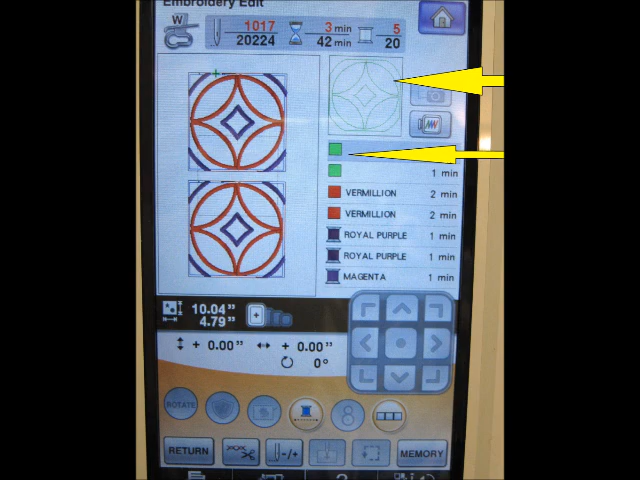 Embroidery Edit
W
1017
20224
3 min
42 min
5
20
1 min
VERMILLION 2 min
VERMILLION 2 min
ROYAL PURPLE 1 min
ROYAL PURPLE 1 min
MAGENTA 1 min
10.04"
4.79"
+ 0.00" + 0.00"
0°
ROTATE
8
RETURN -/+ MEMORY